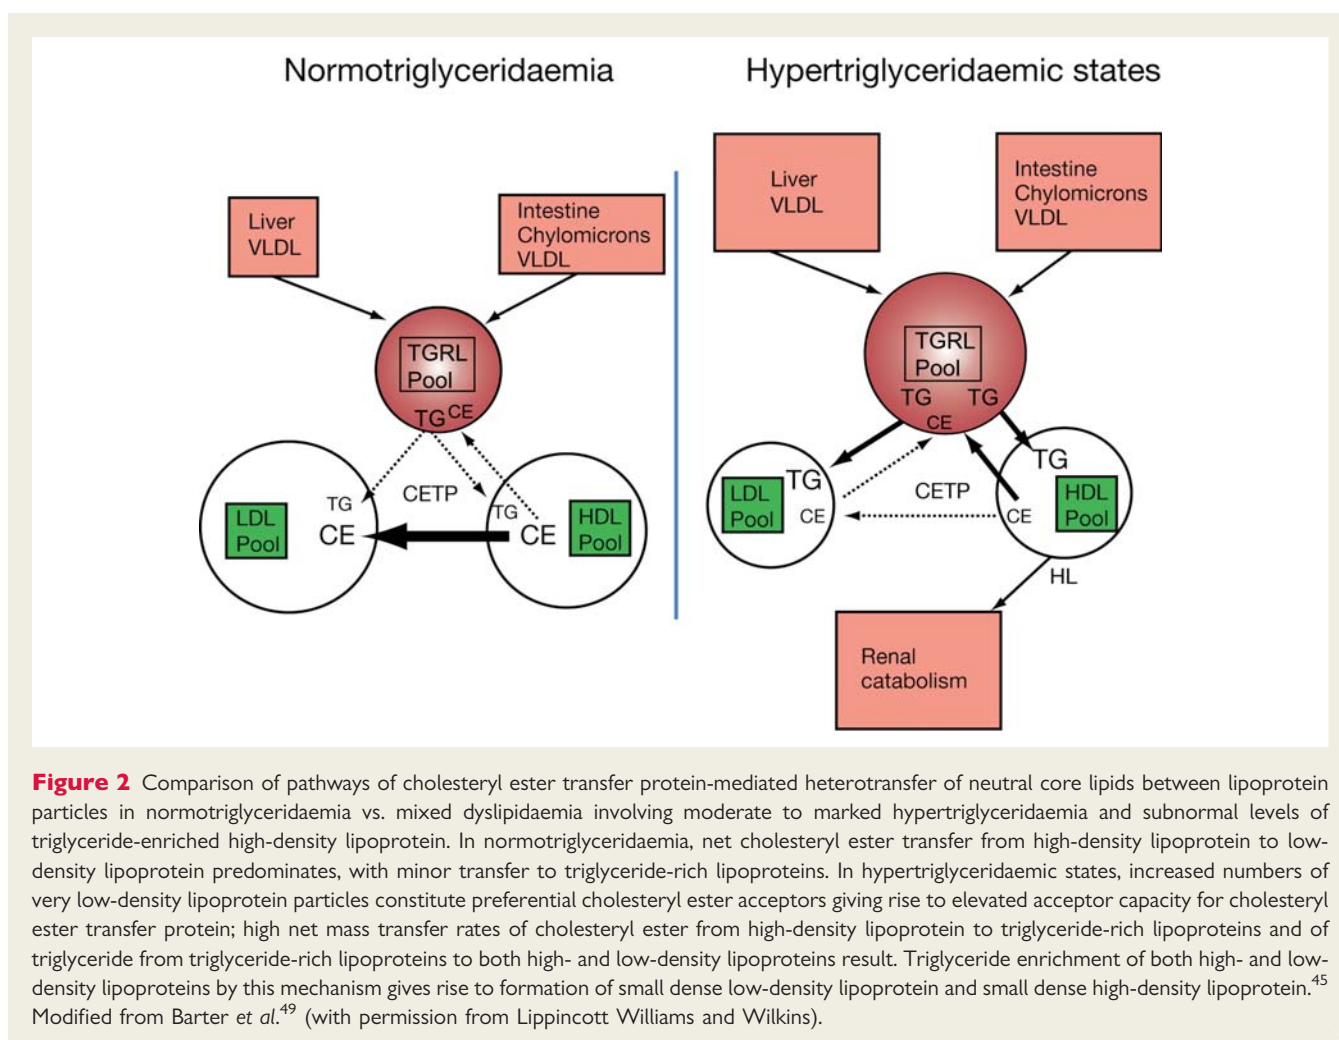 Normotriglyceridaemia
Hypertriglyceridaemic states
Liver
VLDL
Intestine
Chylomicrons
VLDL
TGRL
Pool
TG CE
TG
CETP
TG
LDL
Pool
CE
CE
HDL
Pool
Liver
VLDL
Intestine
Chylomicrons
VLDL
TGRL
Pool
TG TG
CE
TG
TG
LDL
Pool
CE
CETP
CE
HDL
Pool
HL
Renal
catabolism
Figure 2 Comparison of pathways of cholesteryl ester transfer protein-mediated heterotransfer of neutral core lipids between lipoprotein
particles in normotriglyceridaemia vs. mixed dyslipidaemia involving moderate to marked hypertriglyceridaemia and subnormal levels of
triglyceride-enriched high-density lipoprotein. In normotriglyceridaemia, net cholesteryl ester transfer from high-density lipoprotein to low-
density lipoprotein predominates, with minor transfer to triglyceride-rich lipoproteins. In hypertriglyceridaemic states, increased numbers of
very low-density lipoprotein particles constitute preferential cholesteryl ester acceptors giving rise to elevated acceptor capacity for cholesteryl
ester transfer protein; high net mass transfer rates of cholesteryl ester from high-density lipoprotein to triglyceride-rich lipoproteins and of
triglyceride from triglyceride-rich lipoproteins to both high- and low-density lipoproteins result. Triglyceride enrichment of both high- and low-
density lipoproteins by this mechanism gives rise to formation of small dense low-density lipoprotein and small dense high-density lipoprotein.45
Modified from Barter et al.49 (with permission from Lippincott Williams and Wilkins).